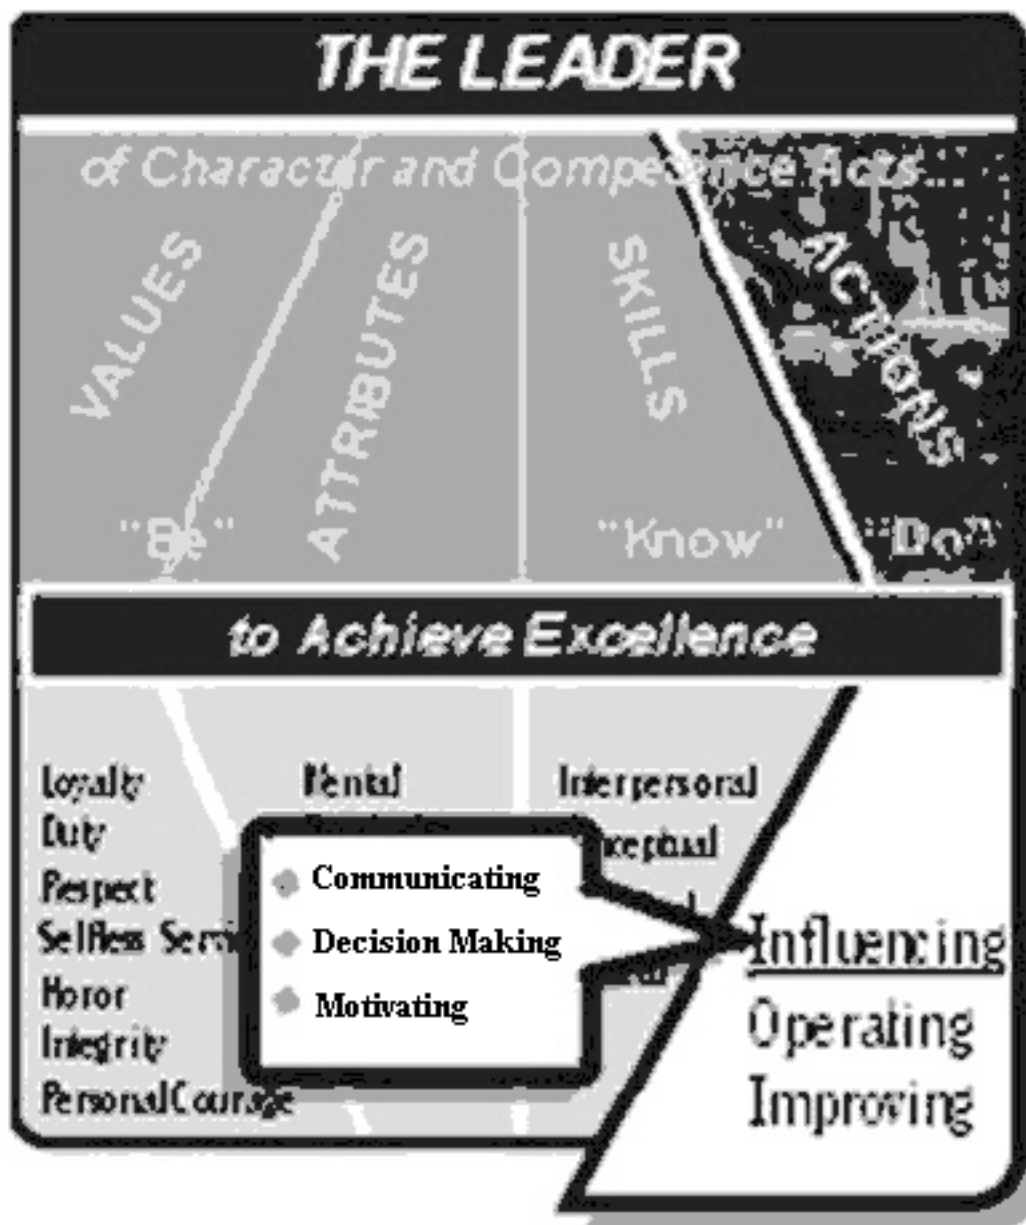 THE LEADER
of Character and Competence Acts...
VALUES
ATTRIBUTES
SKILLS
ACTIONS
"Be"
"Know"
"Do"
to Achieve Excellence
Loyalty
Duty
Respect
Selfless
Honor
Integrity
Personal Courage
Mental
Interpersonal
Communicating
Decision Making
Motivating
Influencing
Operating
Improving